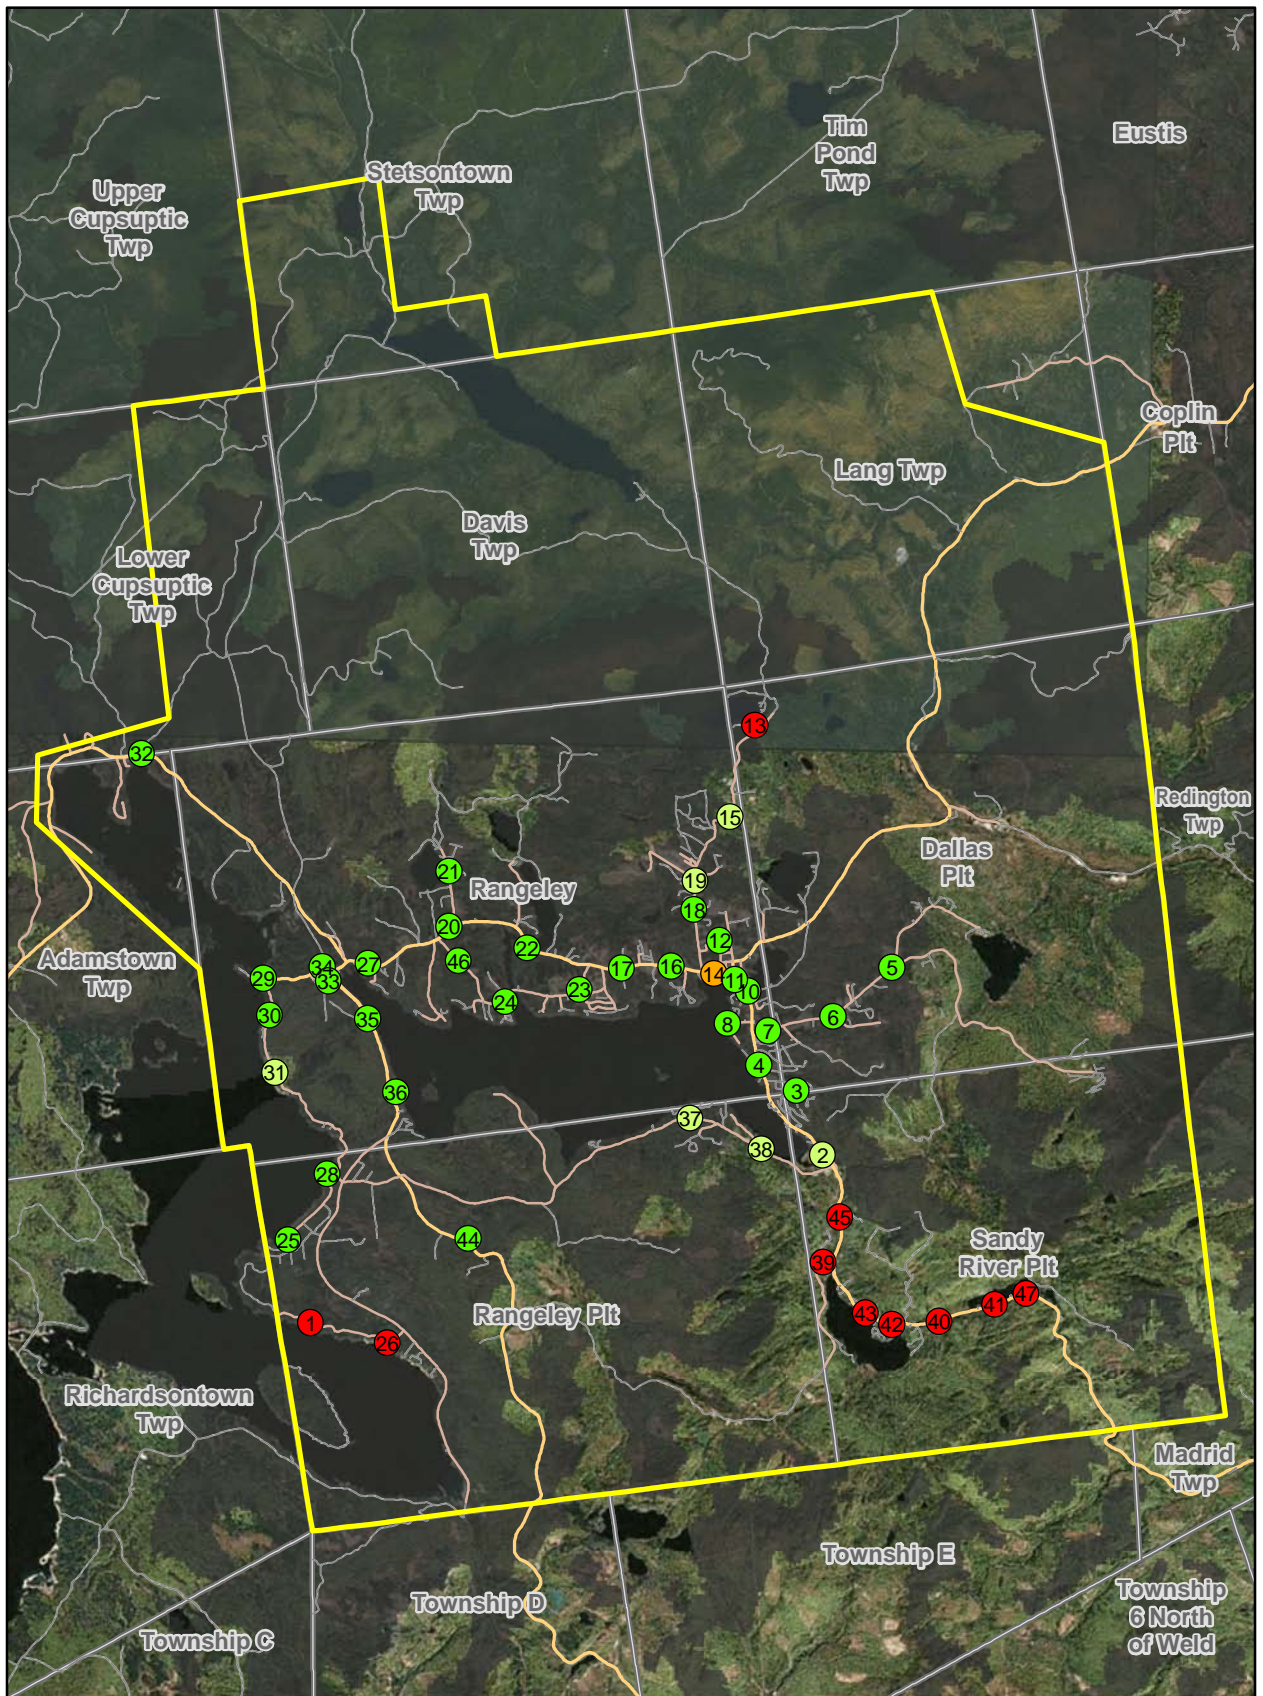 Tim
Pond
Twp
Eustis
Stetsontown
Twp
Upper
Cupsuptic
Twp
Coplin
Plt
Lang Twp
Davis
Twp
Lower
Cupsuptic
Twp
13
32
Redington
Twp
15
Dallas
Plt
21
19
Rangeley
18
20
12
22
Adamstown
Twp
46
27
34
17
16
5
14
29
33
11
23
10
24
30
35
8
6
7
4
31
36
3
37
38
2
28
45
25
44
Sandy
River Plt
39
47
41
43
1
42
40
Rangeley Plt
26
Richardsontown
Twp
Madrid
Twp
Township E
Township D
Township
6 North
of Weld
Township C